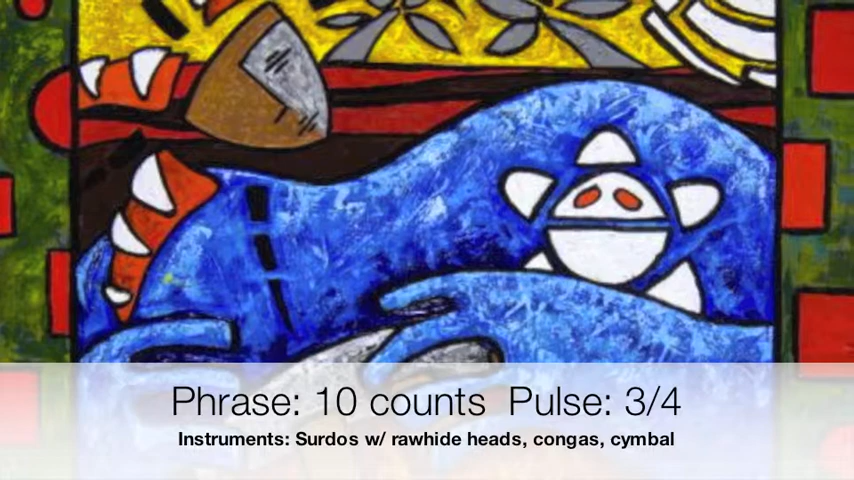 Phrase: 10 counts  Pulse: 3/4
Instruments: Surdos w/ rawhide heads, congas, cymbal